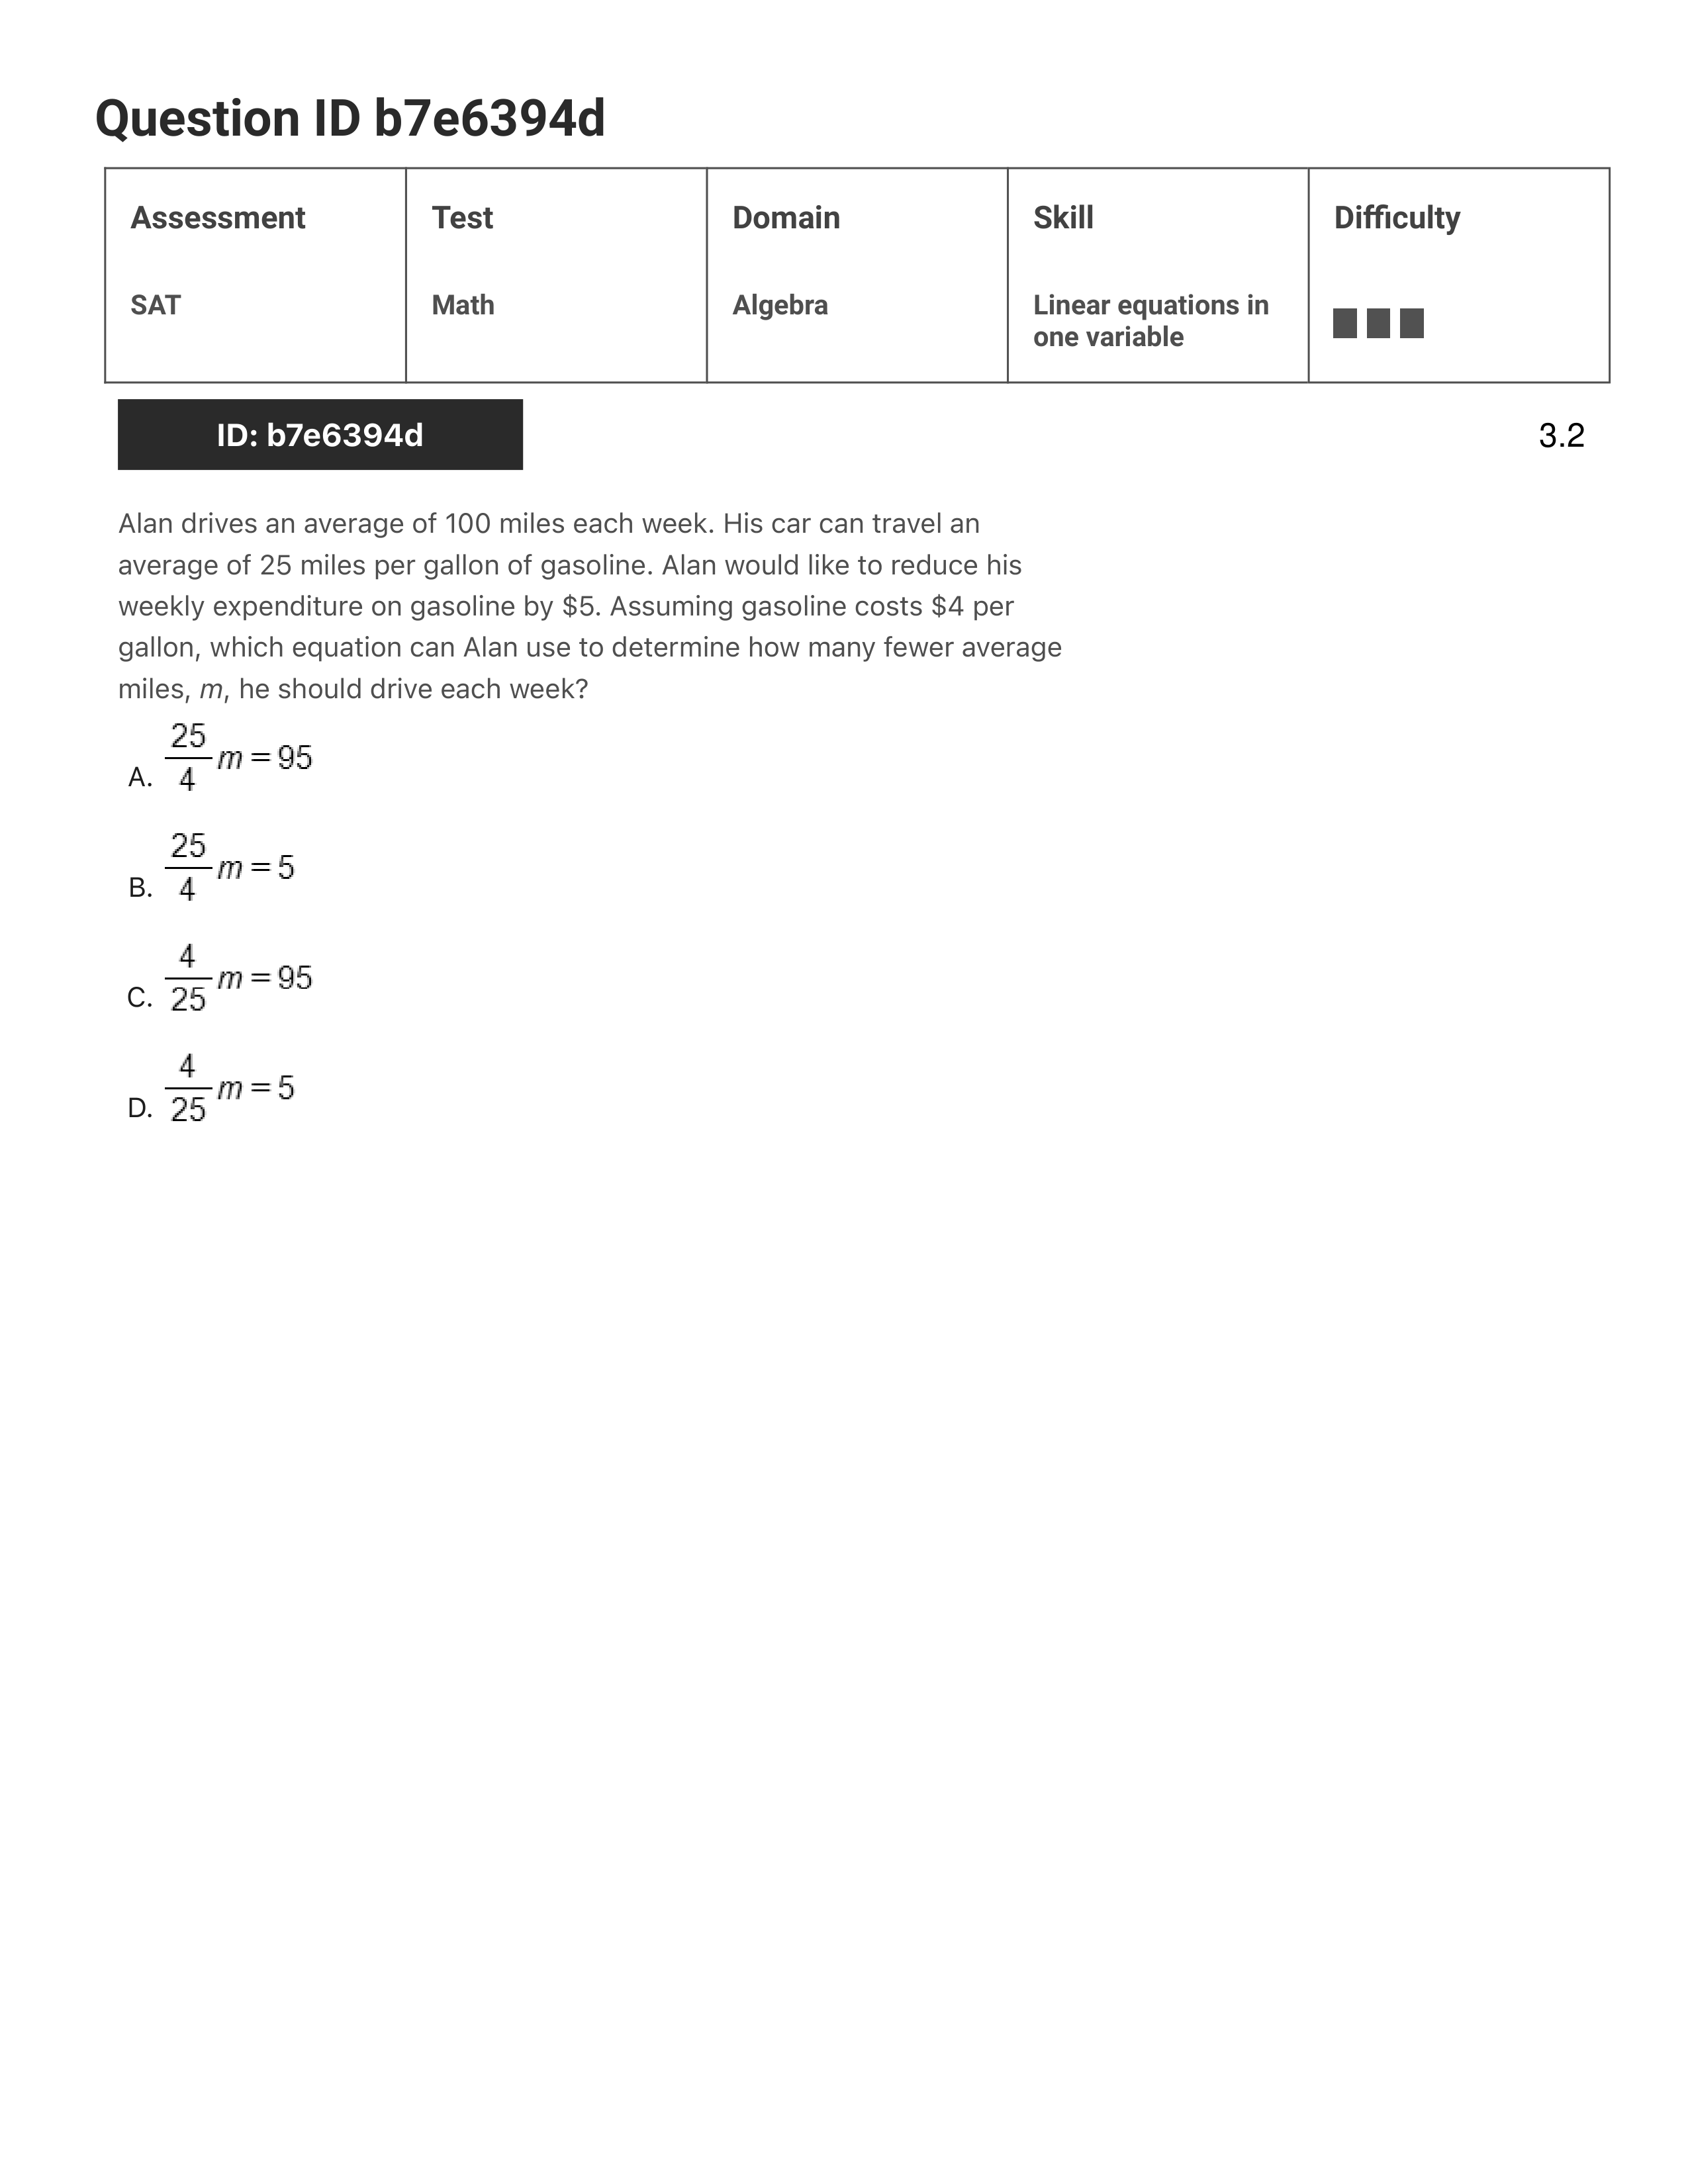 Question ID b7e6394d
Assessment Test Domain Skill Difficulty
SAT Math Algebra Linear equations in
one variable
ID: b7e6394d 3.2
Alan drives an average of 100 miles each week. His car can travel an
average of 25 miles per gallon of gasoline. Alan would like to reduce his
weekly expenditure on gasoline by $5. Assuming gasoline costs $4 per
gallon, which equation can Alan use to determine how many fewer average
miles, m, he should drive each week?
A. 25/4 m = 95
B. 25/4 m = 5
C. 4/25 m = 95
D. 4/25 m = 5